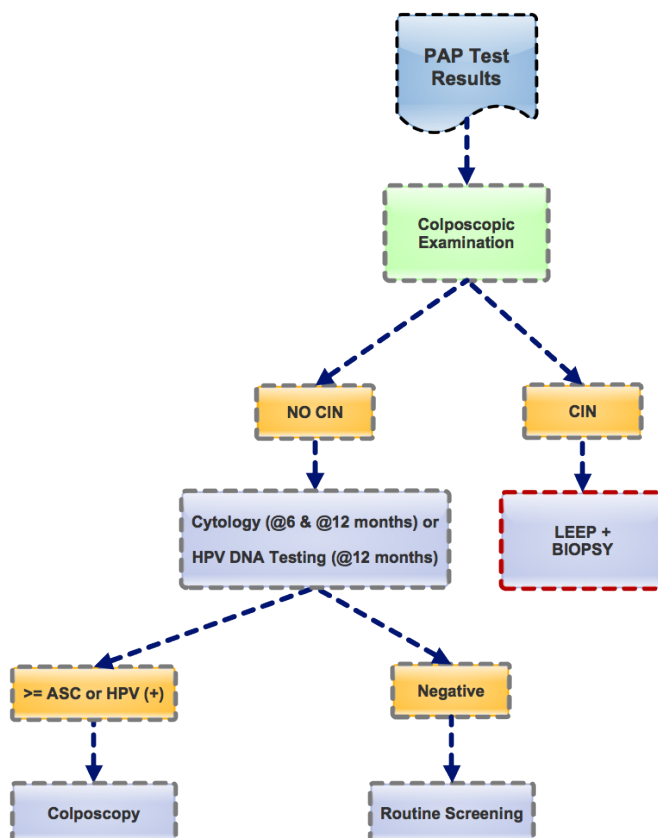 PAP Test
Results
Colposcopic
Examination
NO CIN
CIN
Cytology (@6 & @12 months) or
HPV DNA Testing (@12 months)
LEEP +
BIOPSY
>= ASC or HPV (+)
Negative
Colposcopy
Routine Screening